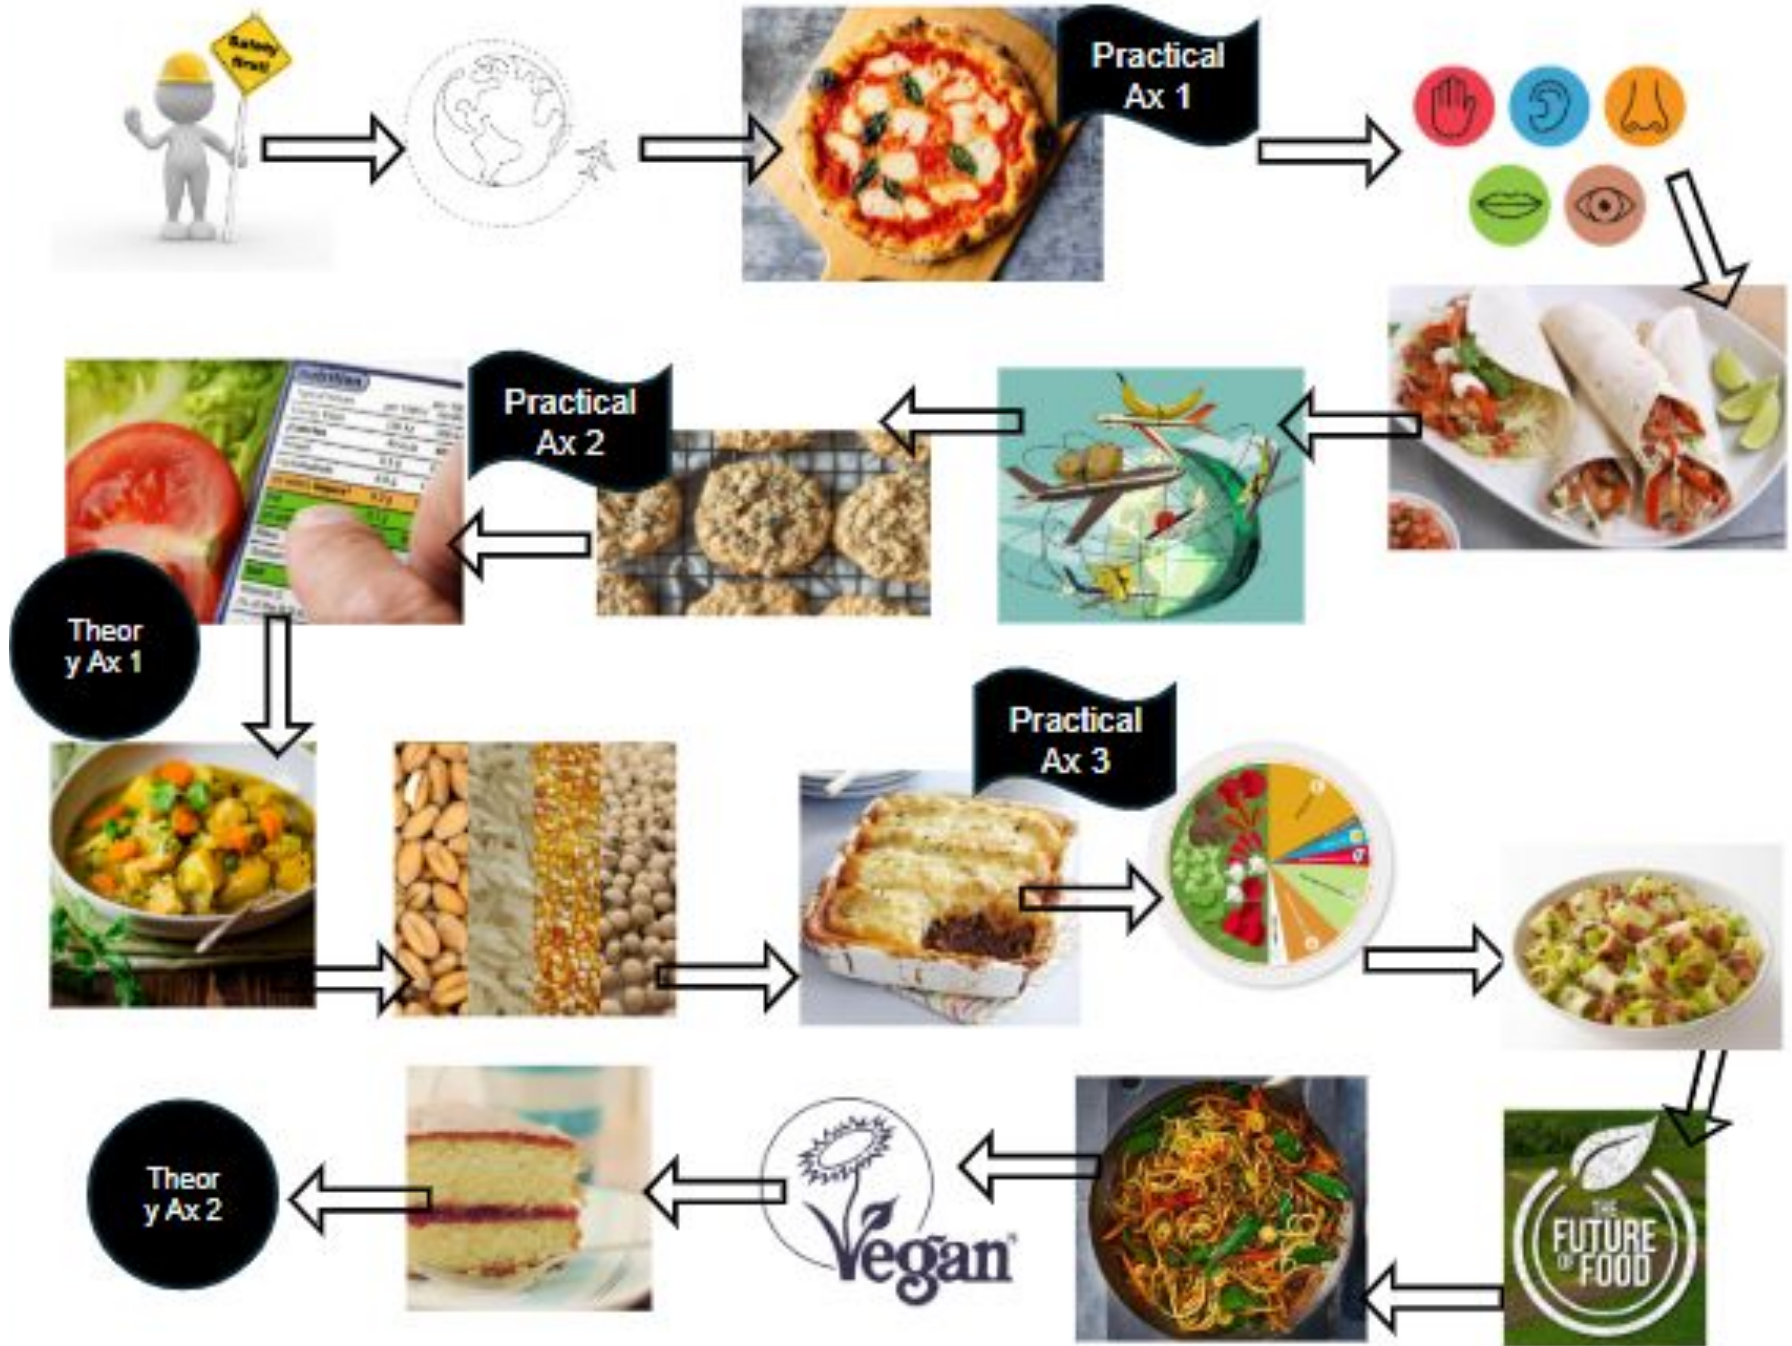 Safety
first!
Practical
Ax 1
nutrition
Practical
Ax 2
Theor
y Ax 1
Practical
Ax 3
THE
FUTURE
OF
FOOD
Vegan
Theor
y Ax 2